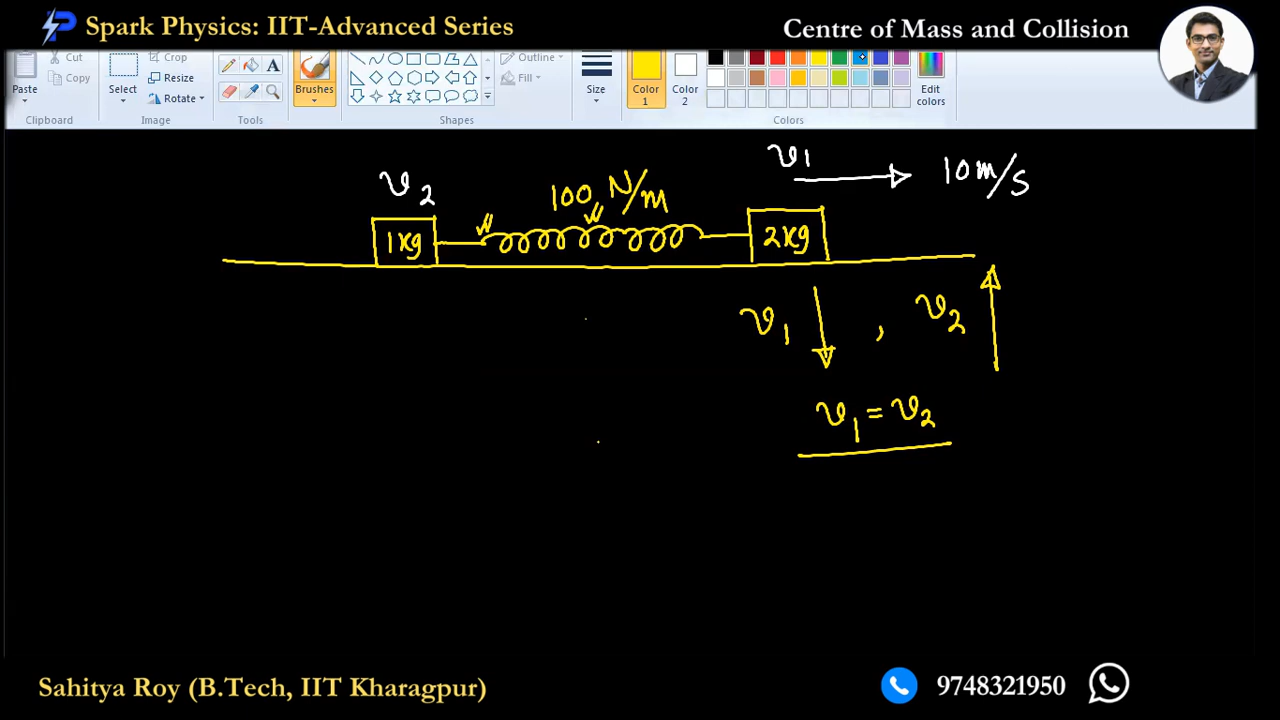 Spark Physics: IIT-Advanced Series
Centre of Mass and Collision
Cut
Copy
Paste
Clipboard
Crop
Resize
Rotate
Select
Image
A
Tools
Brushes
Outline
Fill
Shapes
Size
Color 1
Color 2
Edit colors
Colors
v1
10 m/s
v2
100 N/m
1kg
2kg
v1 , v2
v1 = v2
Sahitya Roy (B.Tech, IIT Kharagpur)
9748321950